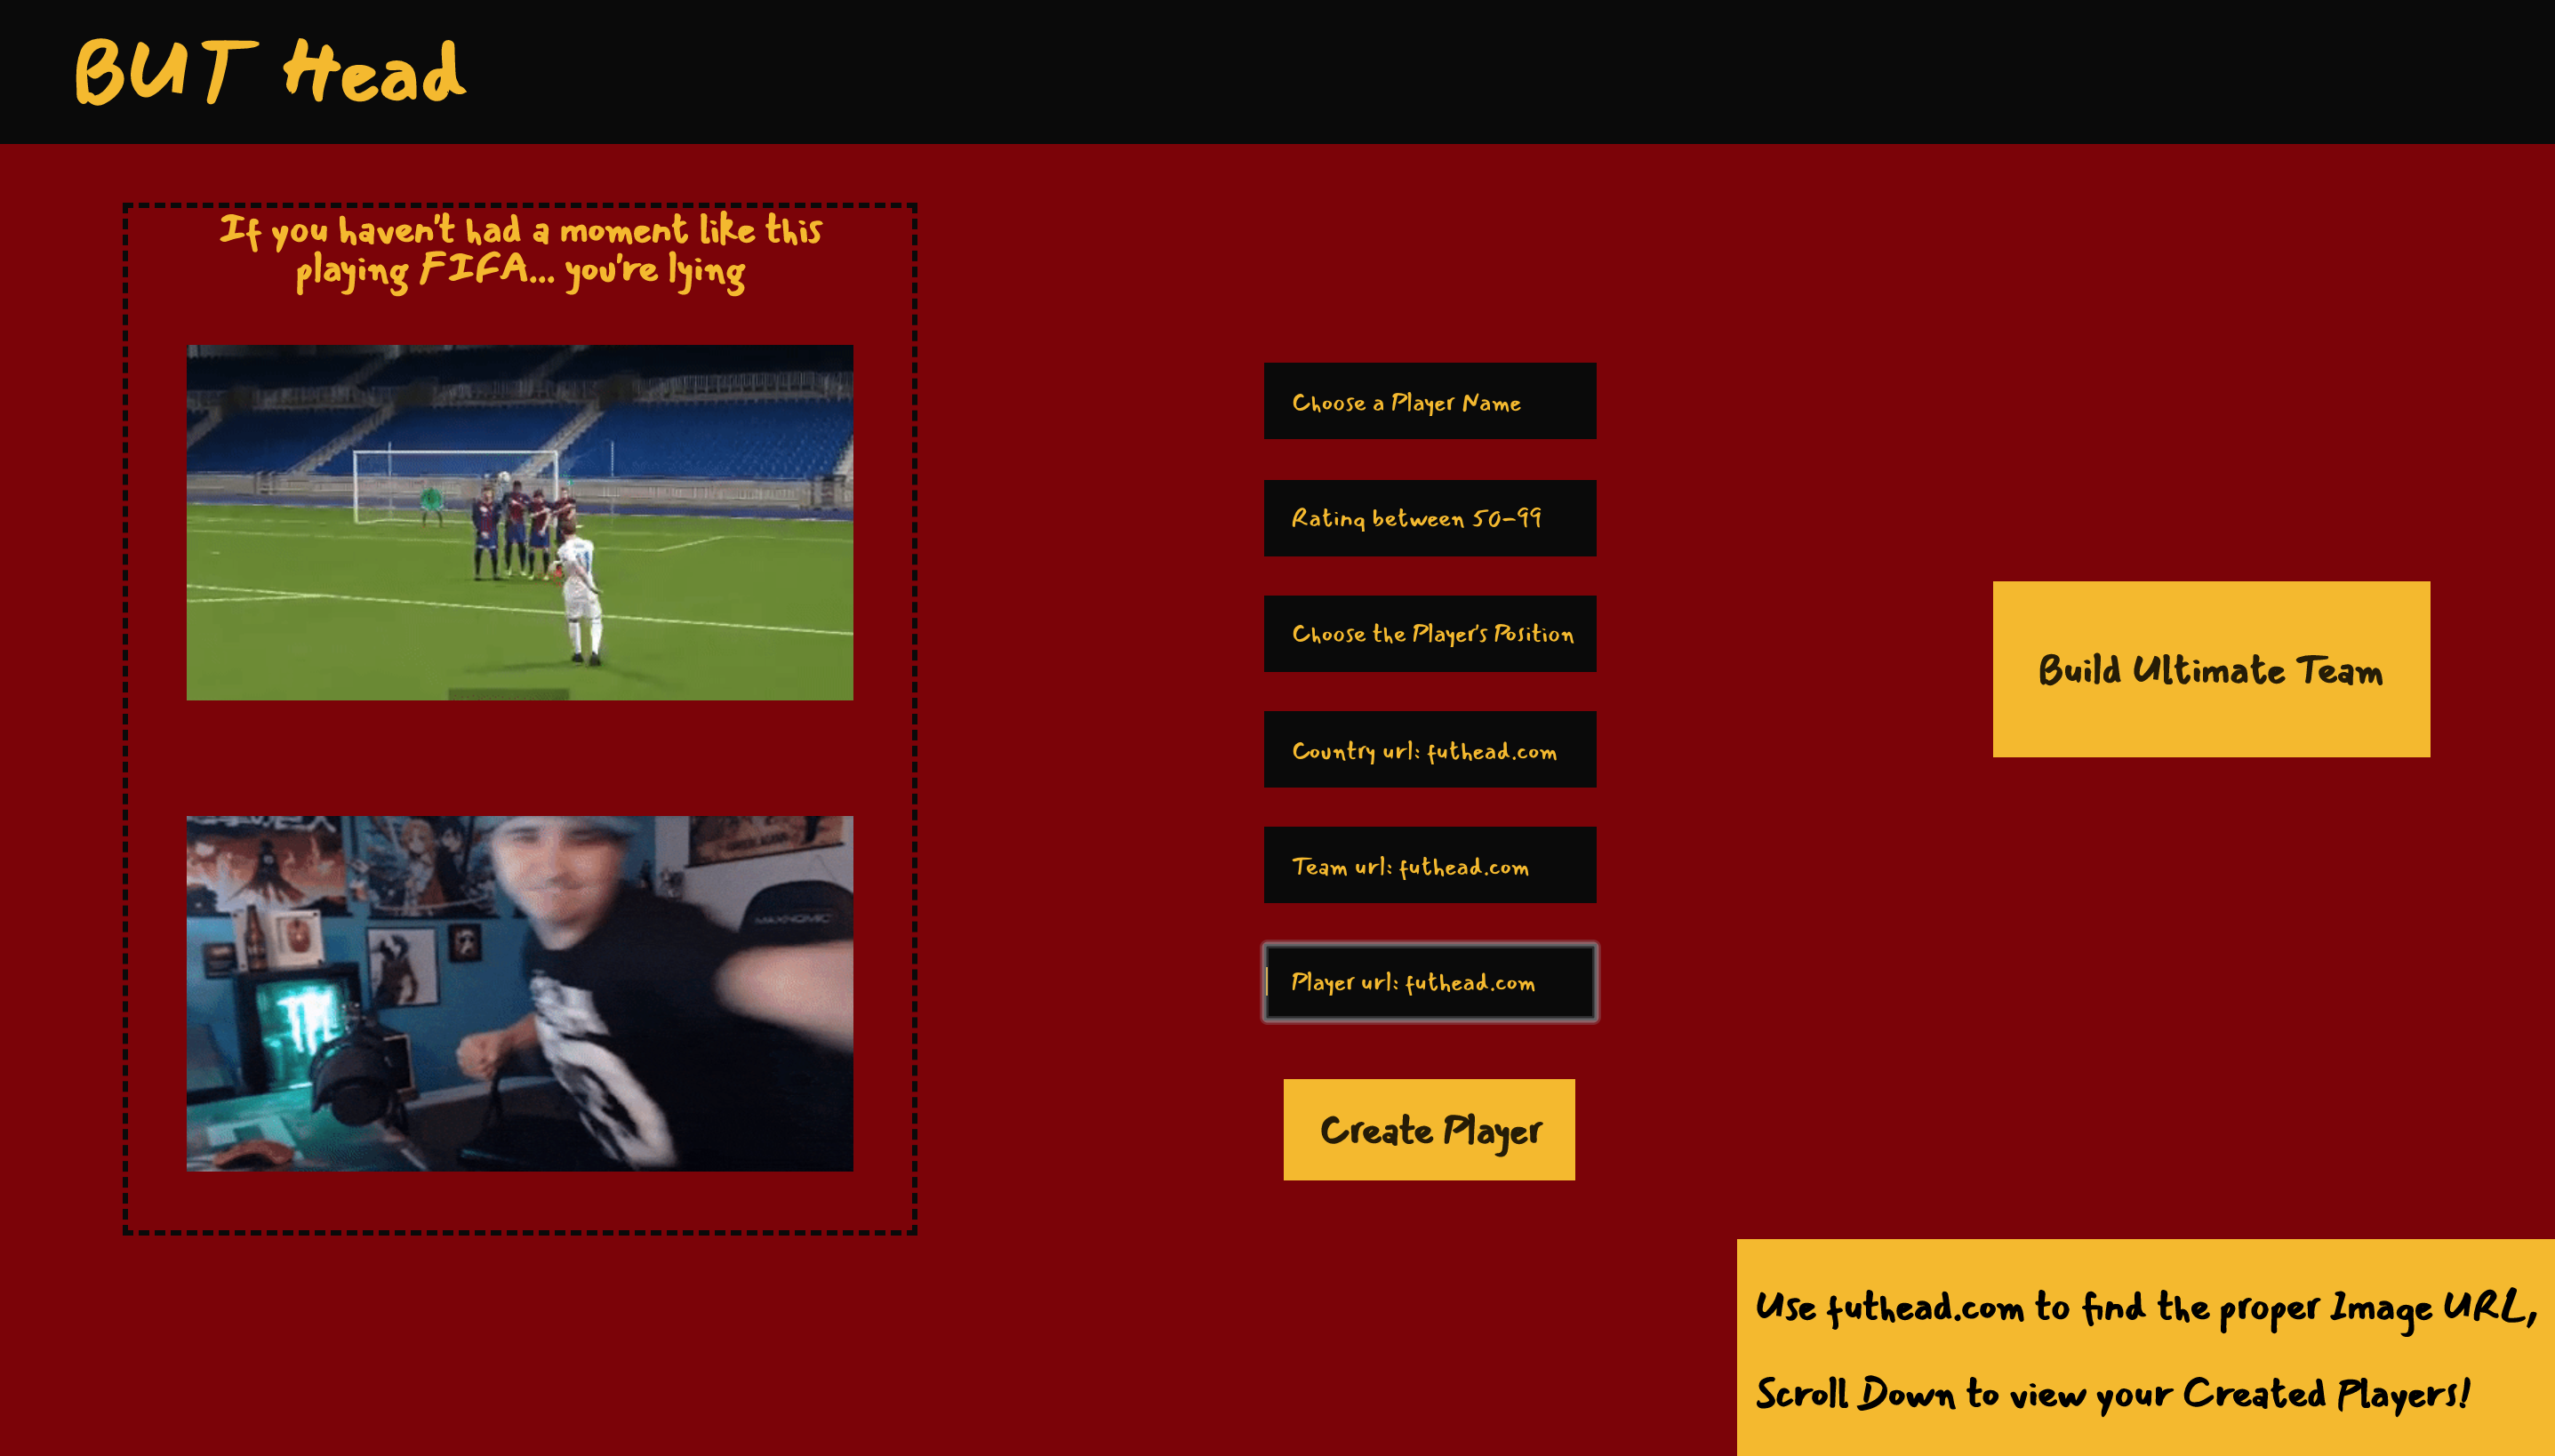 BUT Head
If you haven't had a moment like this
playing FIFA... you're lying
11
MAXNOMIC
Choose a Player Name
Rating between 50-99
Choose the Player's Position
Country url: futhead.com
Team url: futhead.com
Player url: futhead.com
Create Player
Build Ultimate Team
Use futhead.com to find the proper Image URL,
Scroll Down to view your Created Players!